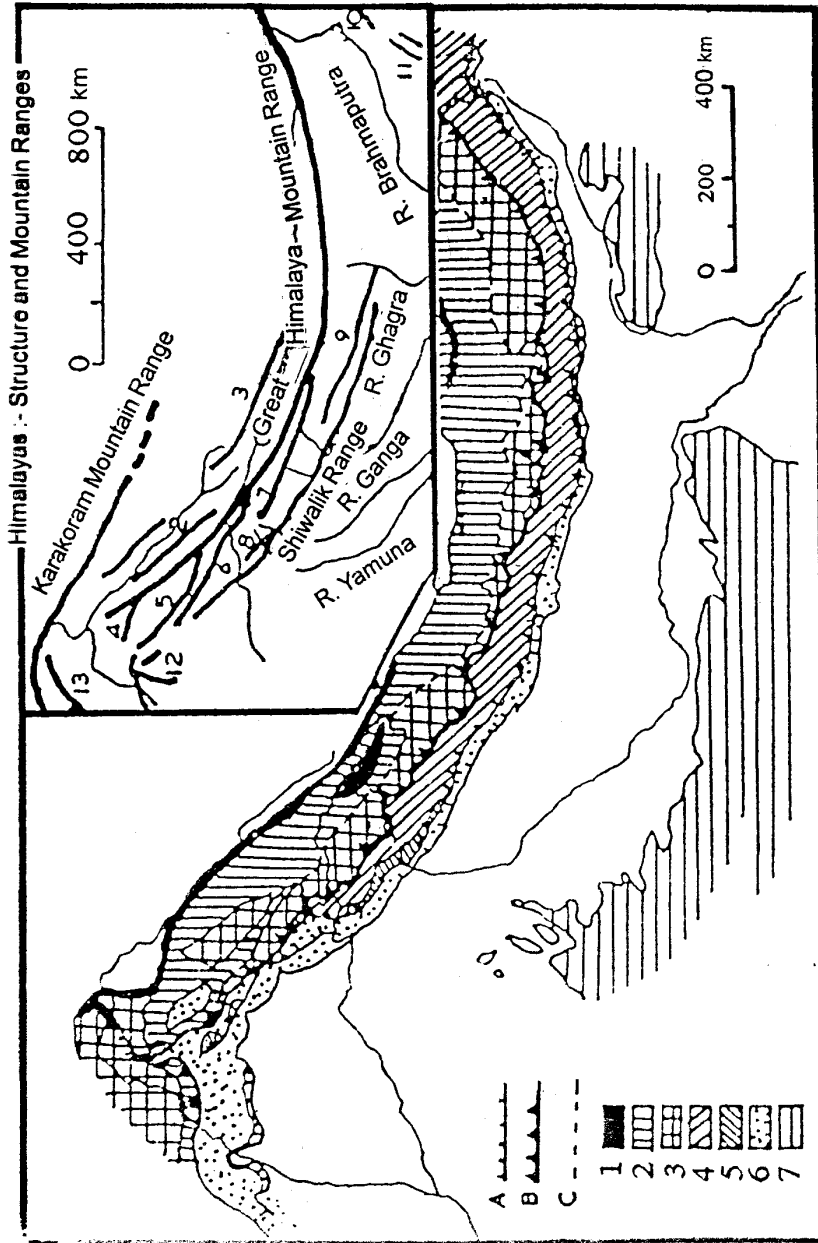 Himalayas :- Structure and Mountain Ranges
Karakoram Mountain Range
0 400 800 km
Great Himalaya Mountain Range
Shiwalik Range
R. Yamuna
R. Ganga
R. Ghagra
R. Brahmaputra
13
12
4
5
6
8
7
3
2
9
11
K
0 200 400 km
A
B
C
1
2
3
4
5
6
7